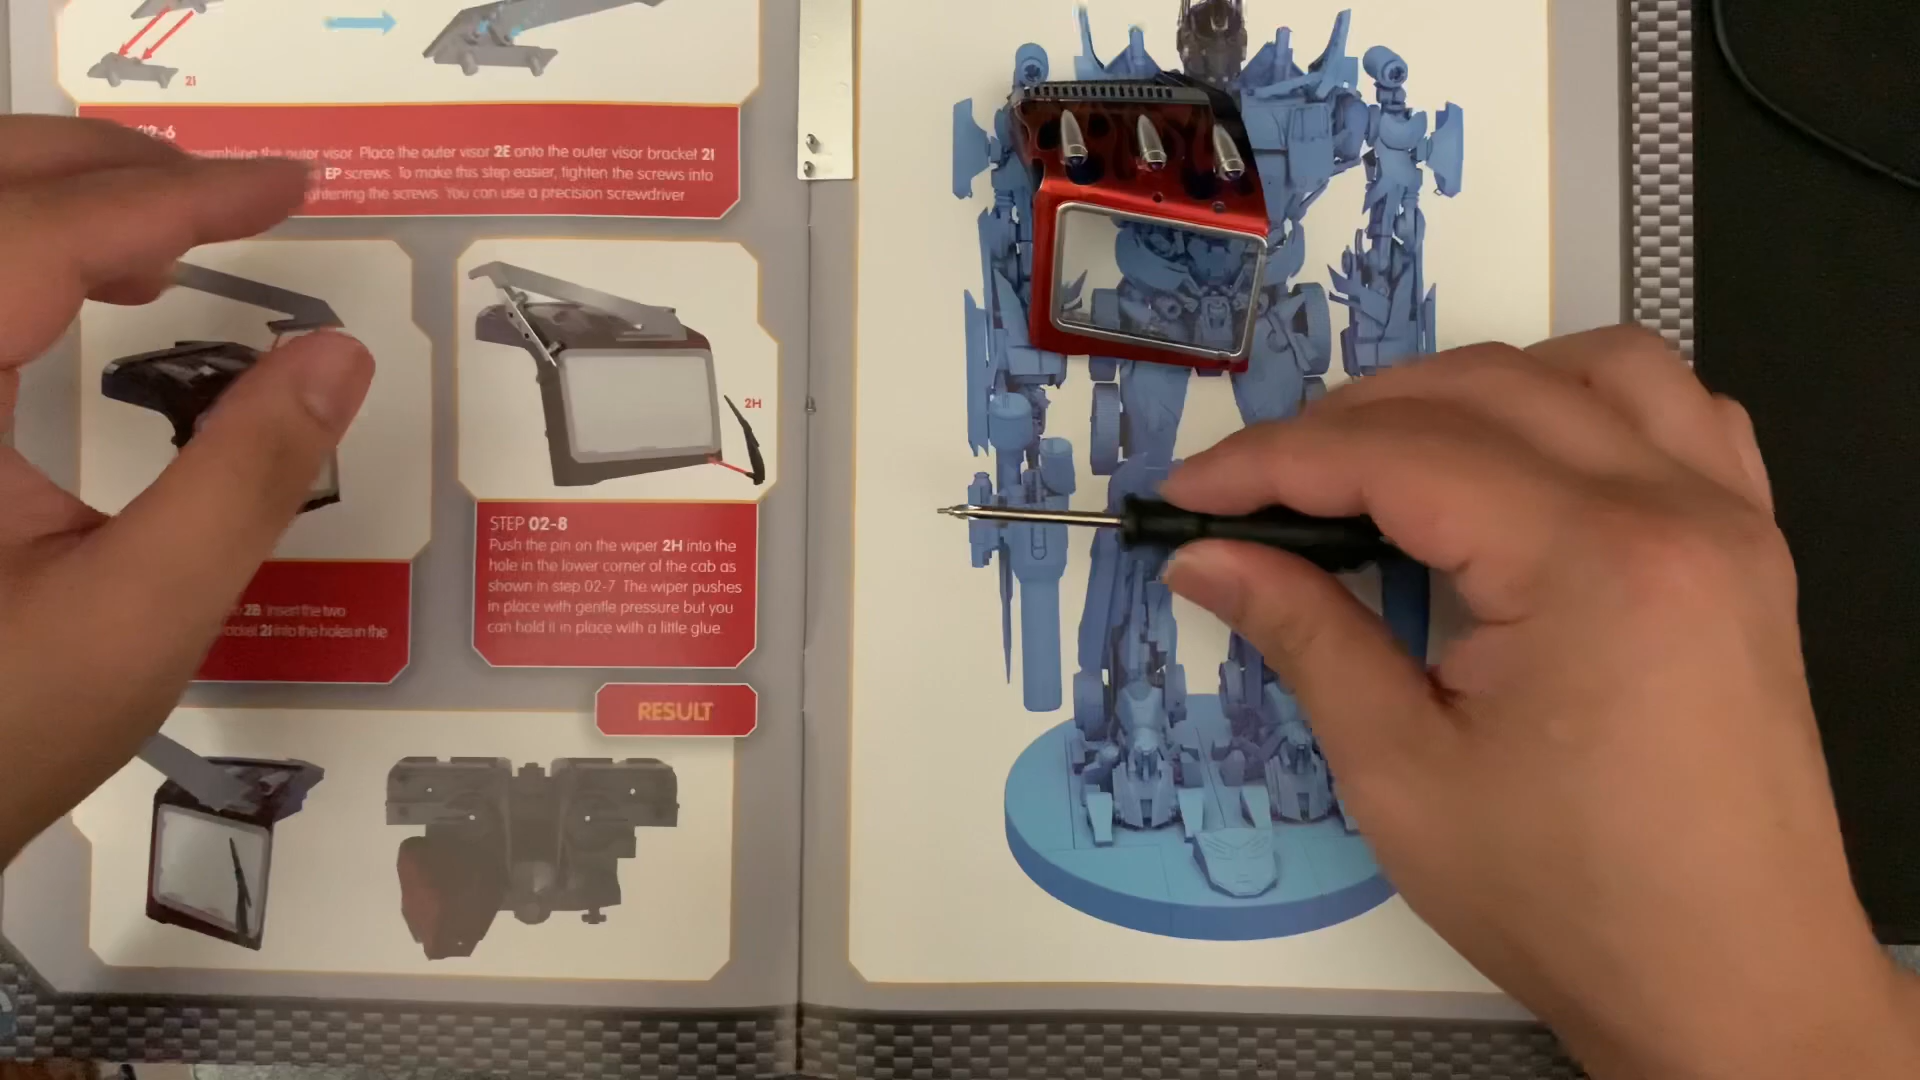 2I
02-6
the outer visor. Place the outer visor 2E onto the outer visor bracket 2I
EP screws. To make this step easier, tighten the screws into
the screws. You can use a precision screwdriver
2H
STEP 02-8
Push the pin on the wiper 2H into the
hole in the lower corner of the cab as
shown in step 02-7. The wiper pushes
in place with gentle pressure but you
can hold it in place with a little glue.
2B. Insert the two
2I into the holes in the
RESULT